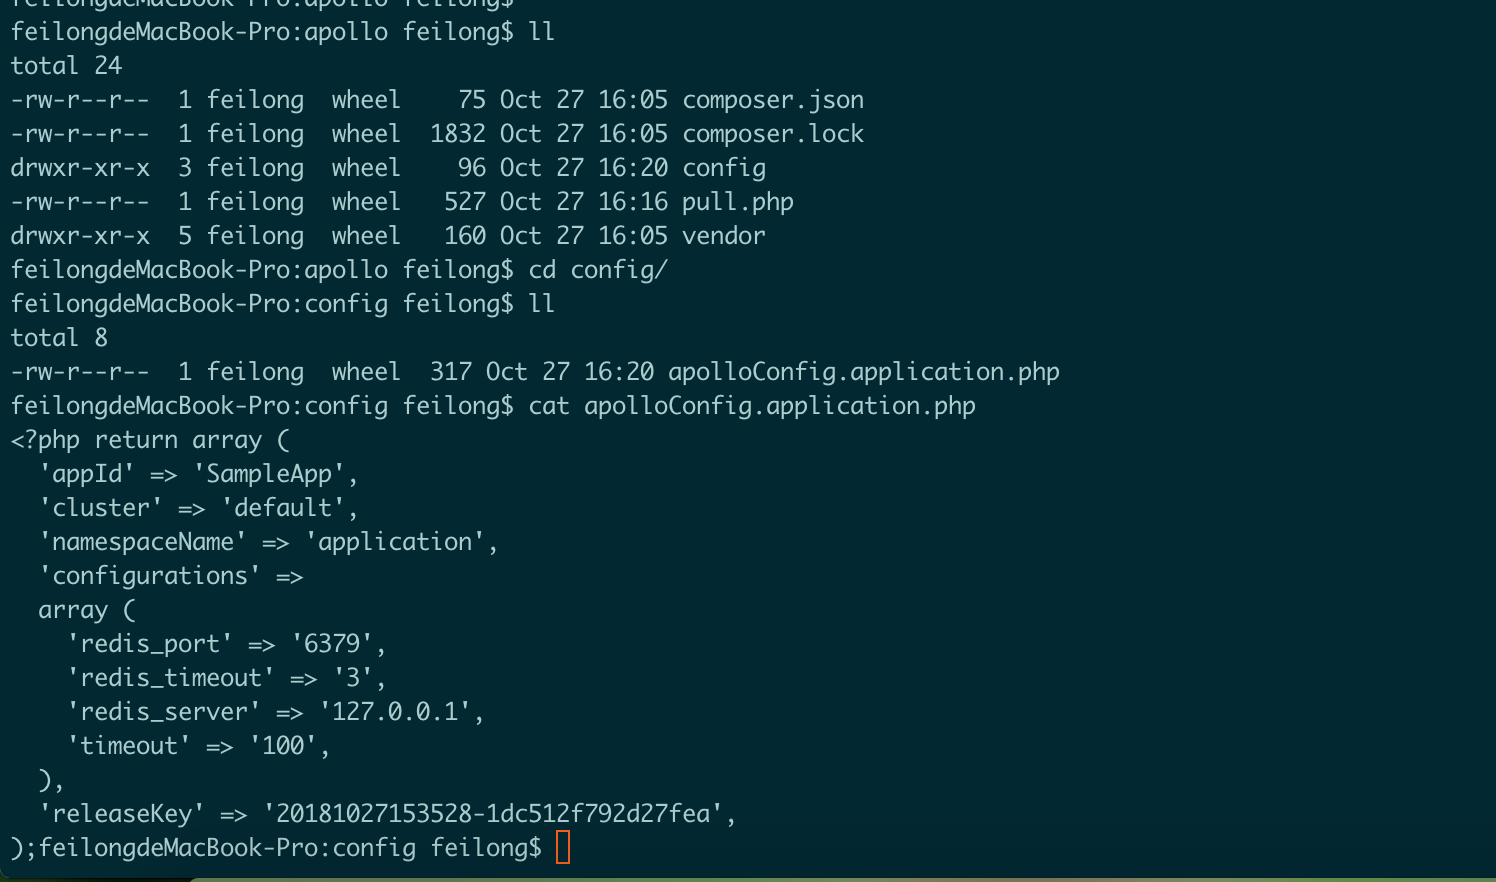 feilongdeMacBook-Pro:apollo feilong$
feilongdeMacBook-Pro:apollo feilong$ ll
total 24
-rw-r--r--  1 feilong  wheel    75 Oct 27 16:05 composer.json
-rw-r--r--  1 feilong  wheel  1832 Oct 27 16:05 composer.lock
drwxr-xr-x  3 feilong  wheel    96 Oct 27 16:20 config
-rw-r--r--  1 feilong  wheel   527 Oct 27 16:16 pull.php
drwxr-xr-x  5 feilong  wheel   160 Oct 27 16:05 vendor
feilongdeMacBook-Pro:apollo feilong$ cd config/
feilongdeMacBook-Pro:config feilong$ ll
total 8
-rw-r--r--  1 feilong  wheel  317 Oct 27 16:20 apolloConfig.application.php
feilongdeMacBook-Pro:config feilong$ cat apolloConfig.application.php
<?php return array (
  'appId' => 'SampleApp',
  'cluster' => 'default',
  'namespaceName' => 'application',
  'configurations' =>
  array (
    'redis_port' => '6379',
    'redis_timeout' => '3',
    'redis_server' => '127.0.0.1',
    'timeout' => '100',
  ),
  'releaseKey' => '20181027153528-1dc512f792d27fea',
);feilongdeMacBook-Pro:config feilong$